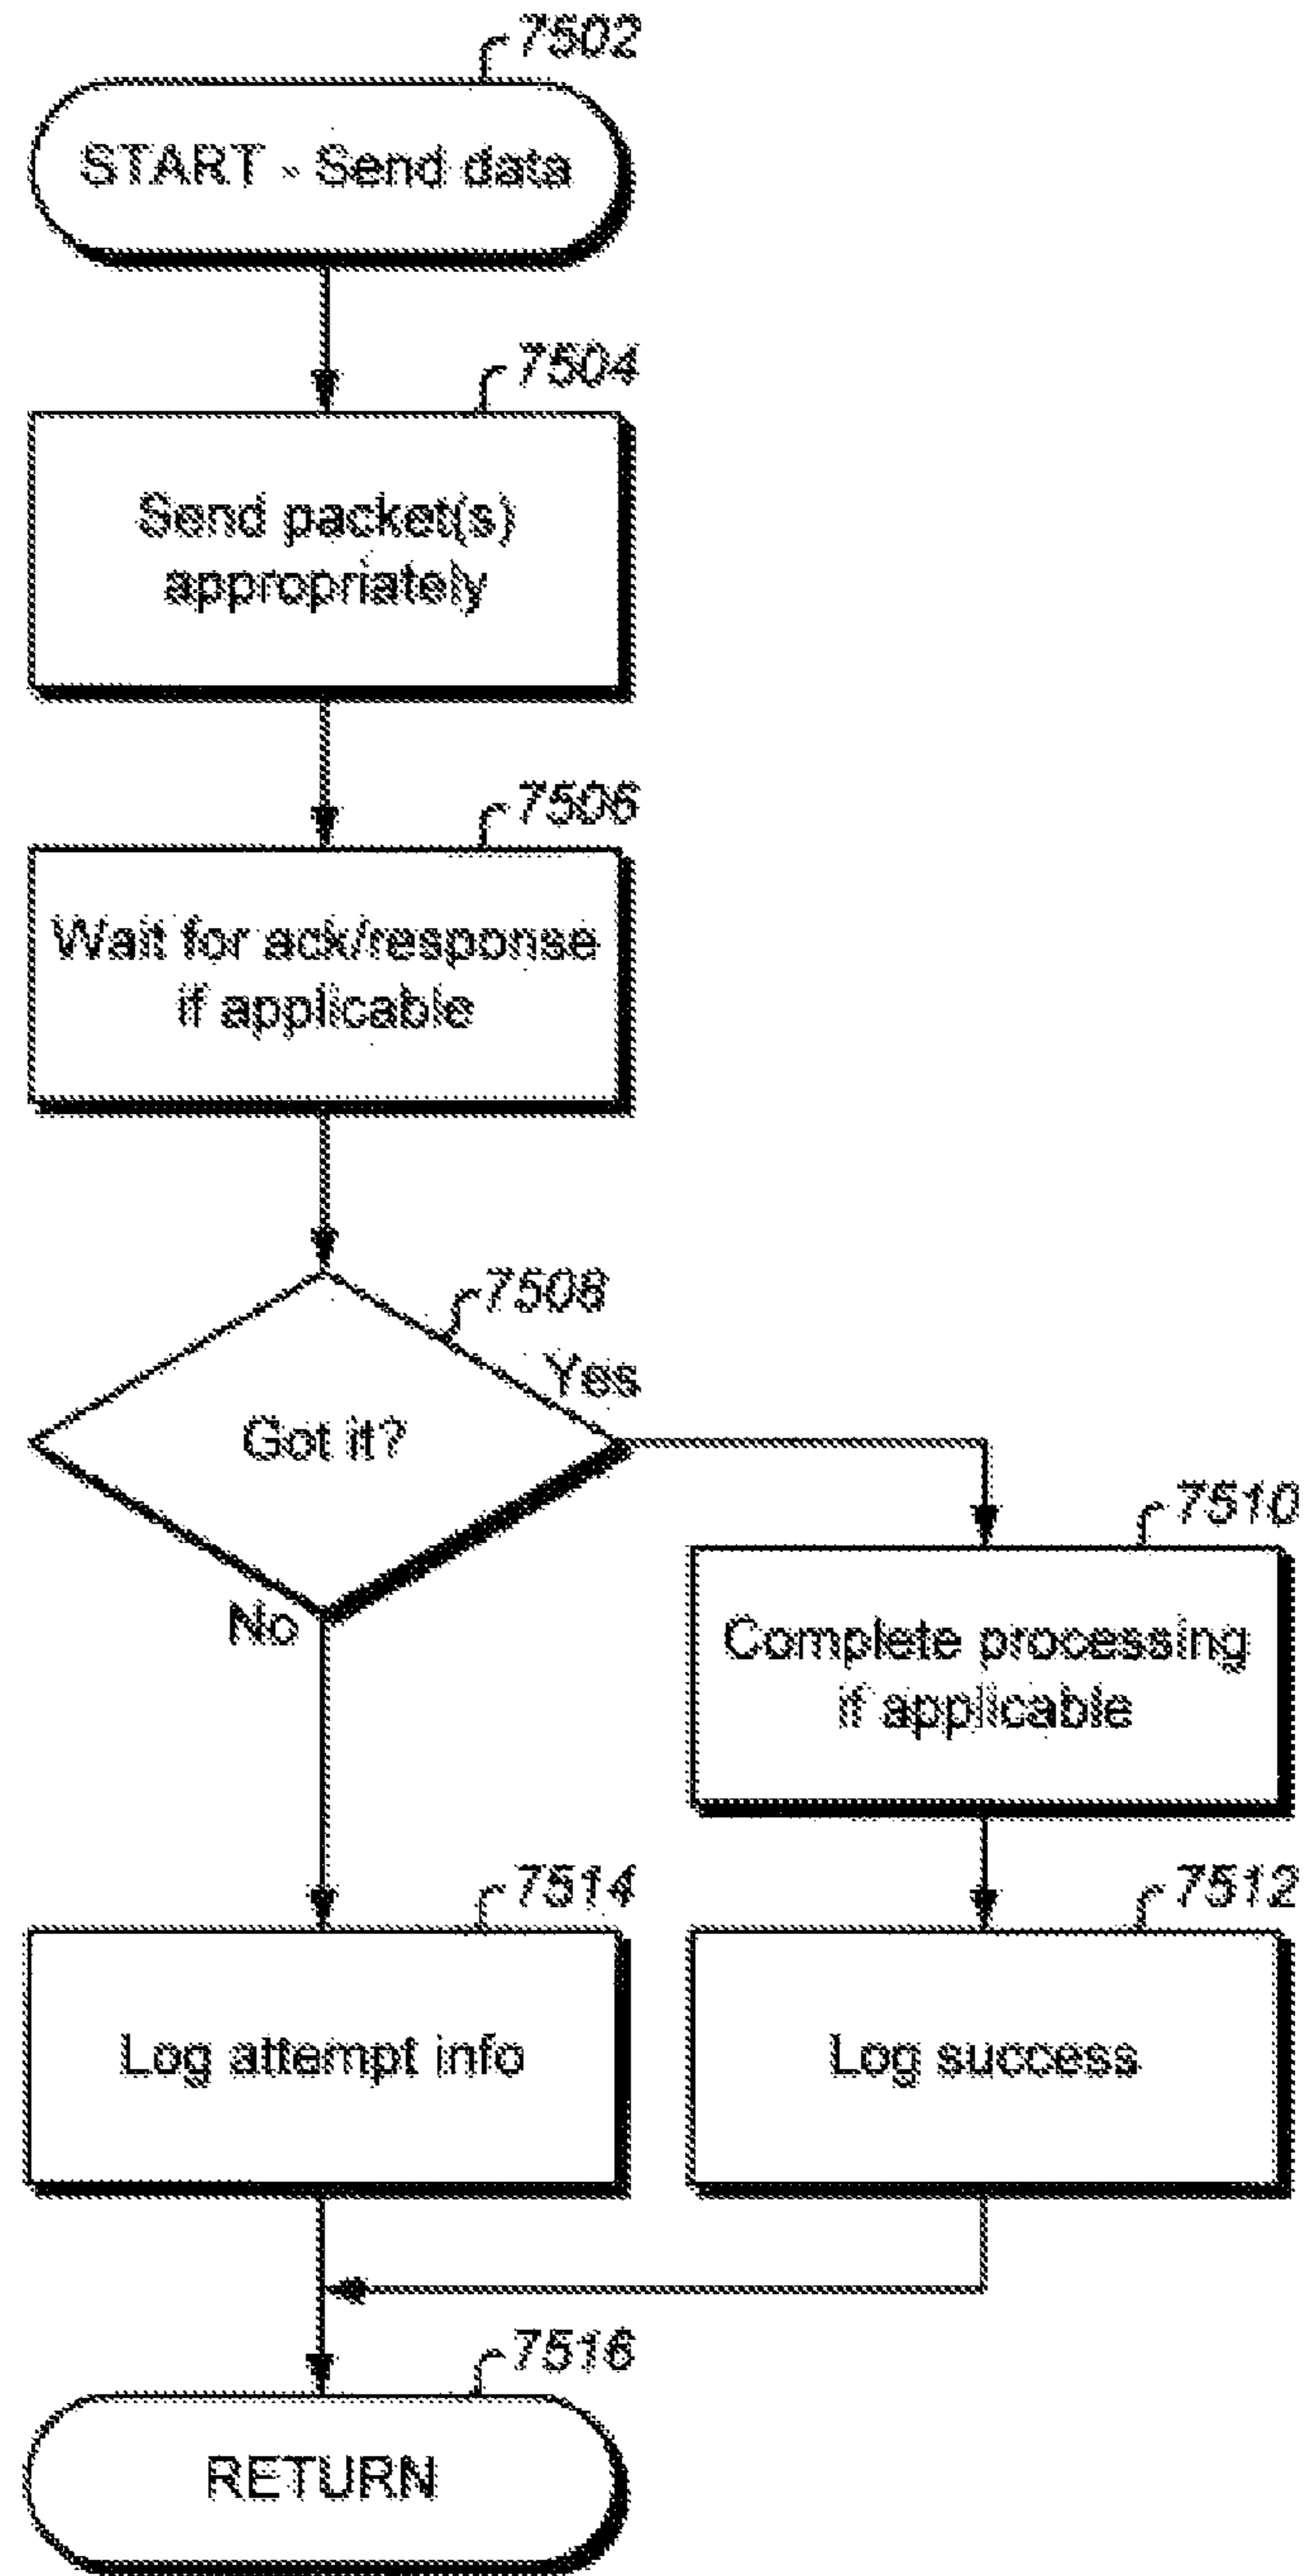 7502
START - Send data
7504
Send packet(s)
appropriately
7506
Wait for ack/response
if applicable
7508
Yes
Got it?
No
7510
Complete processing
if applicable
7514
Log attempt info
7512
Log success
7516
RETURN